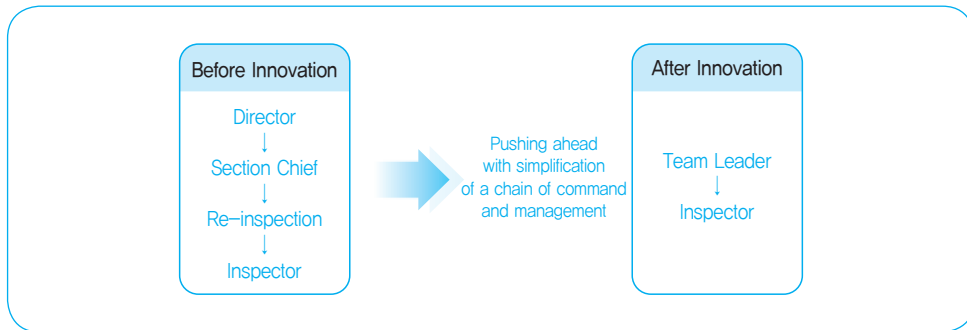 Before Innovation
Director
↓
Section Chief
↓
Re-inspection
↓
Inspector
Pushing ahead
with simplification
of a chain of command
and management
After Innovation
Team Leader
↓
Inspector